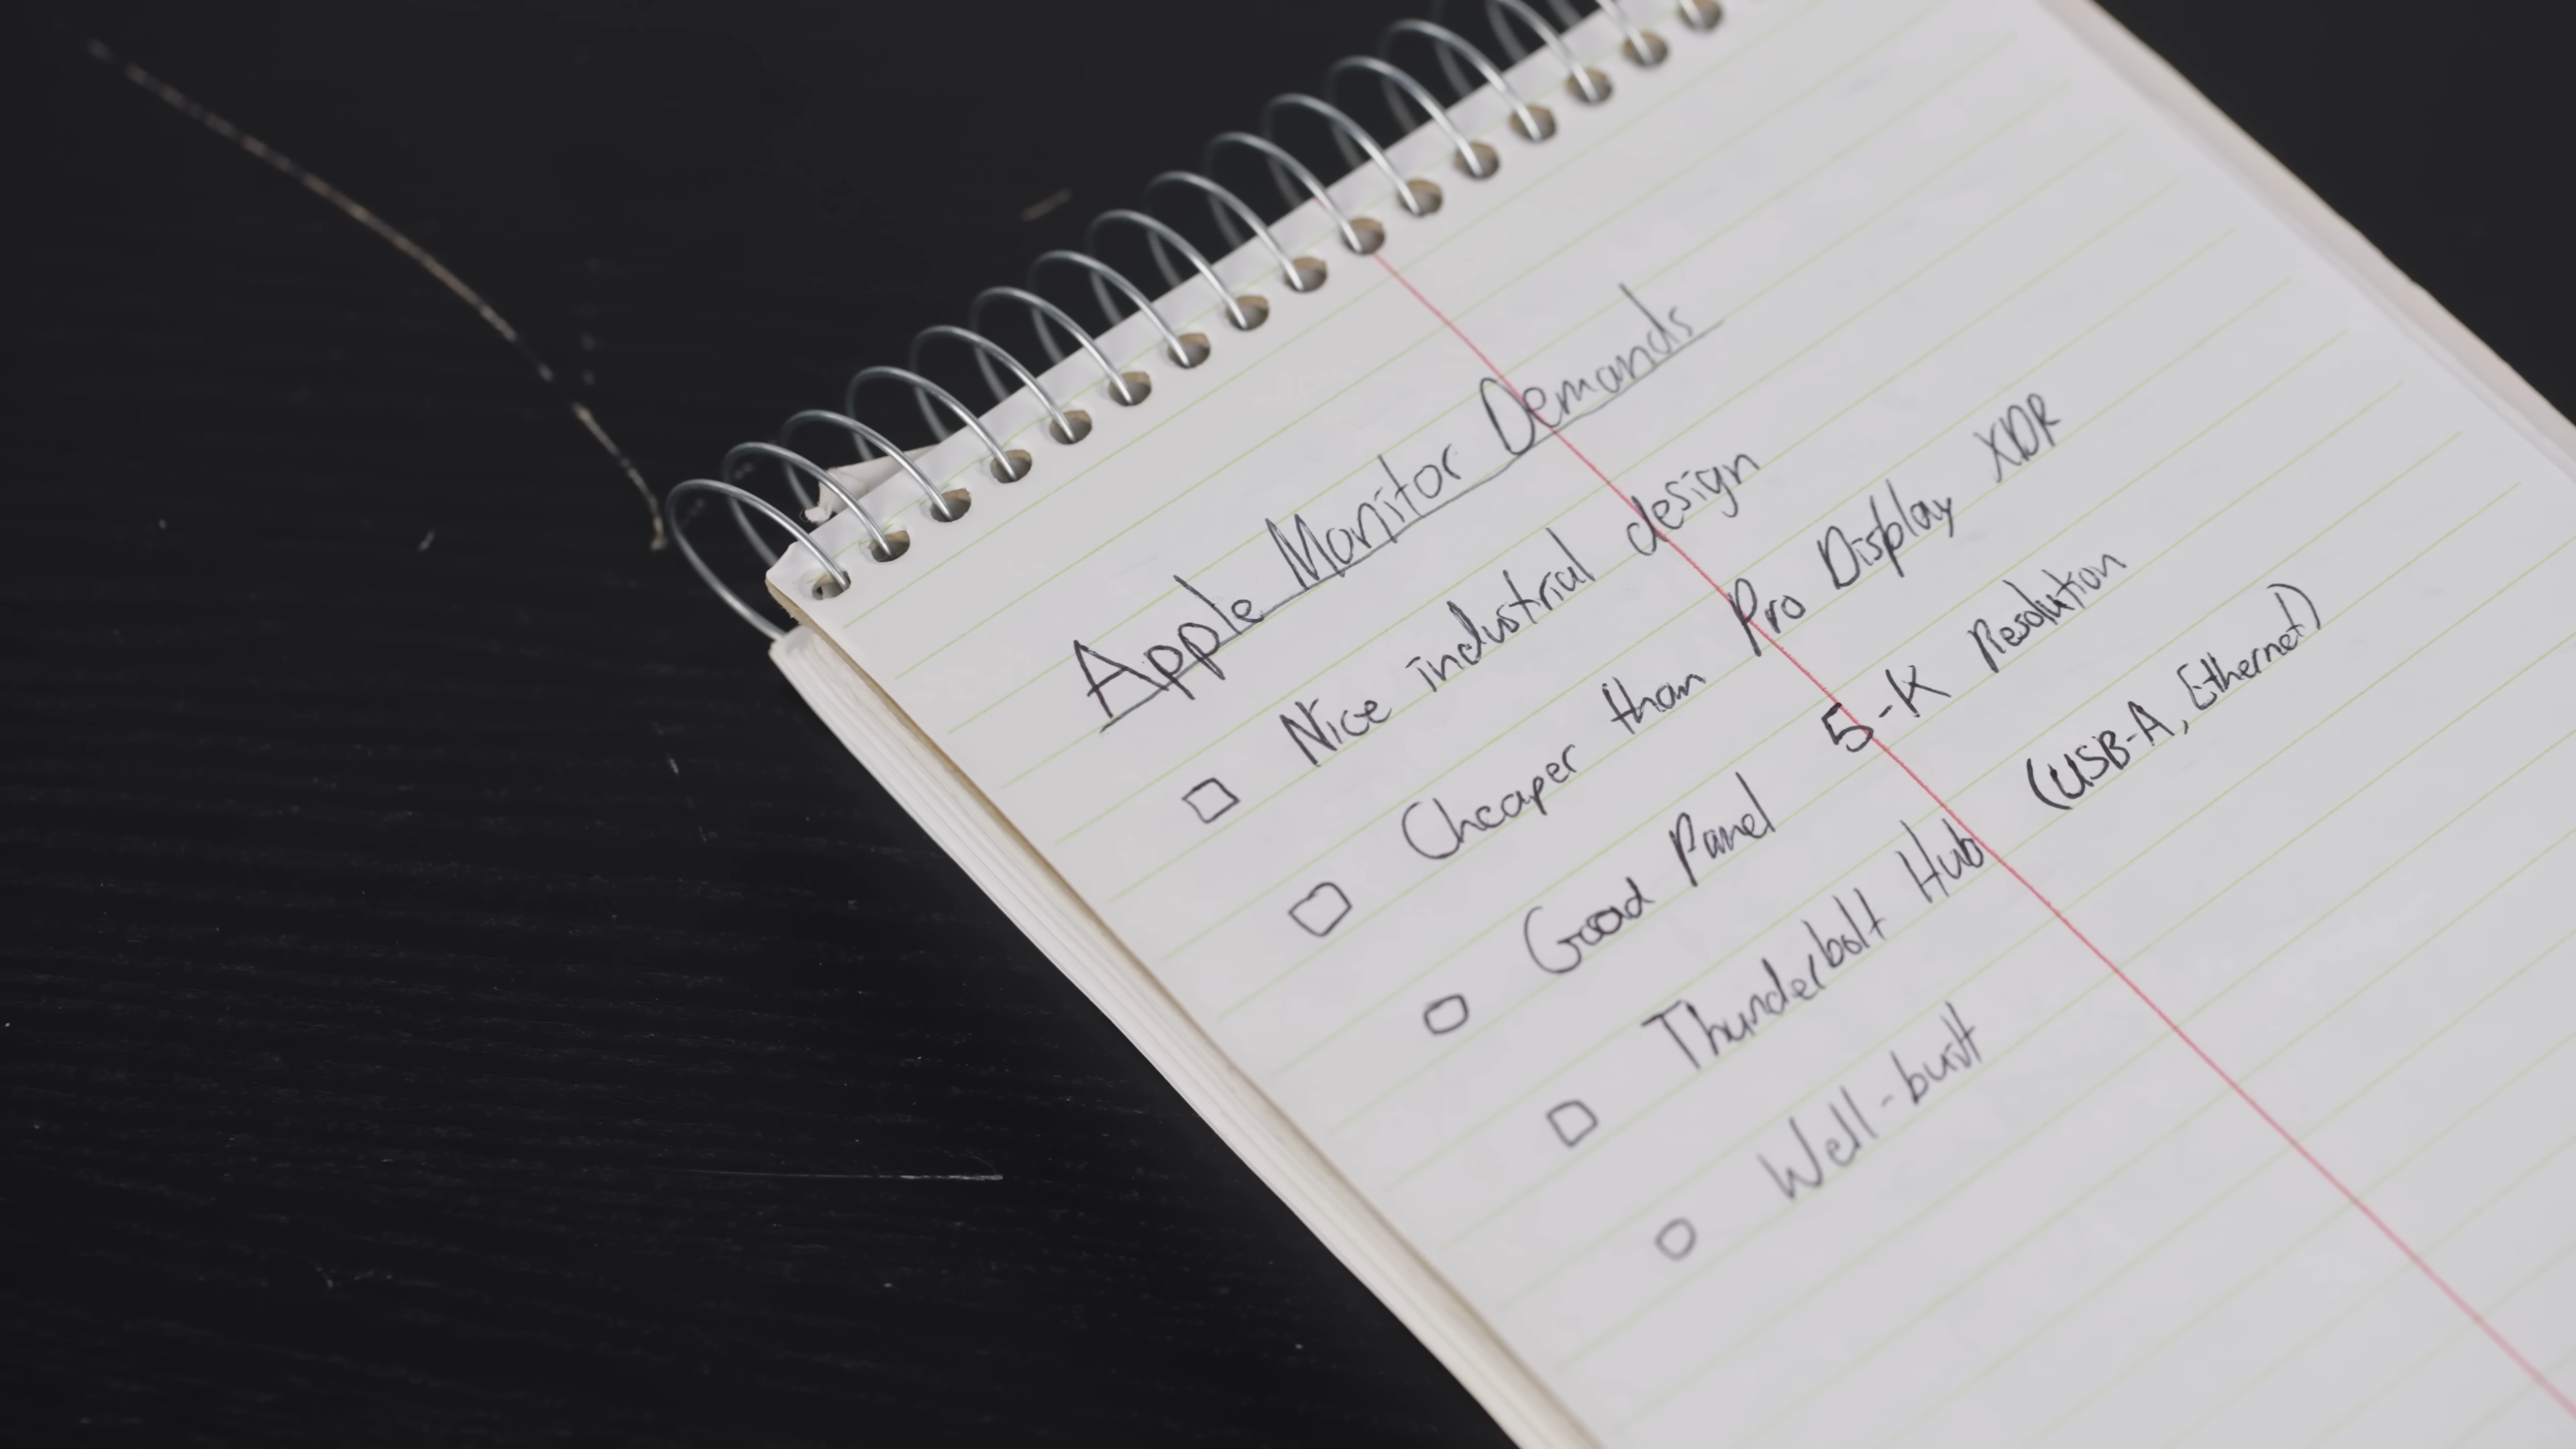 Apple Monitor Demands
Nice industrial design
Cheaper than Pro Display XDR
Good Panel 5-K Resolution
Thunderbolt Hub (USB-A, Ethernet)
Well-built